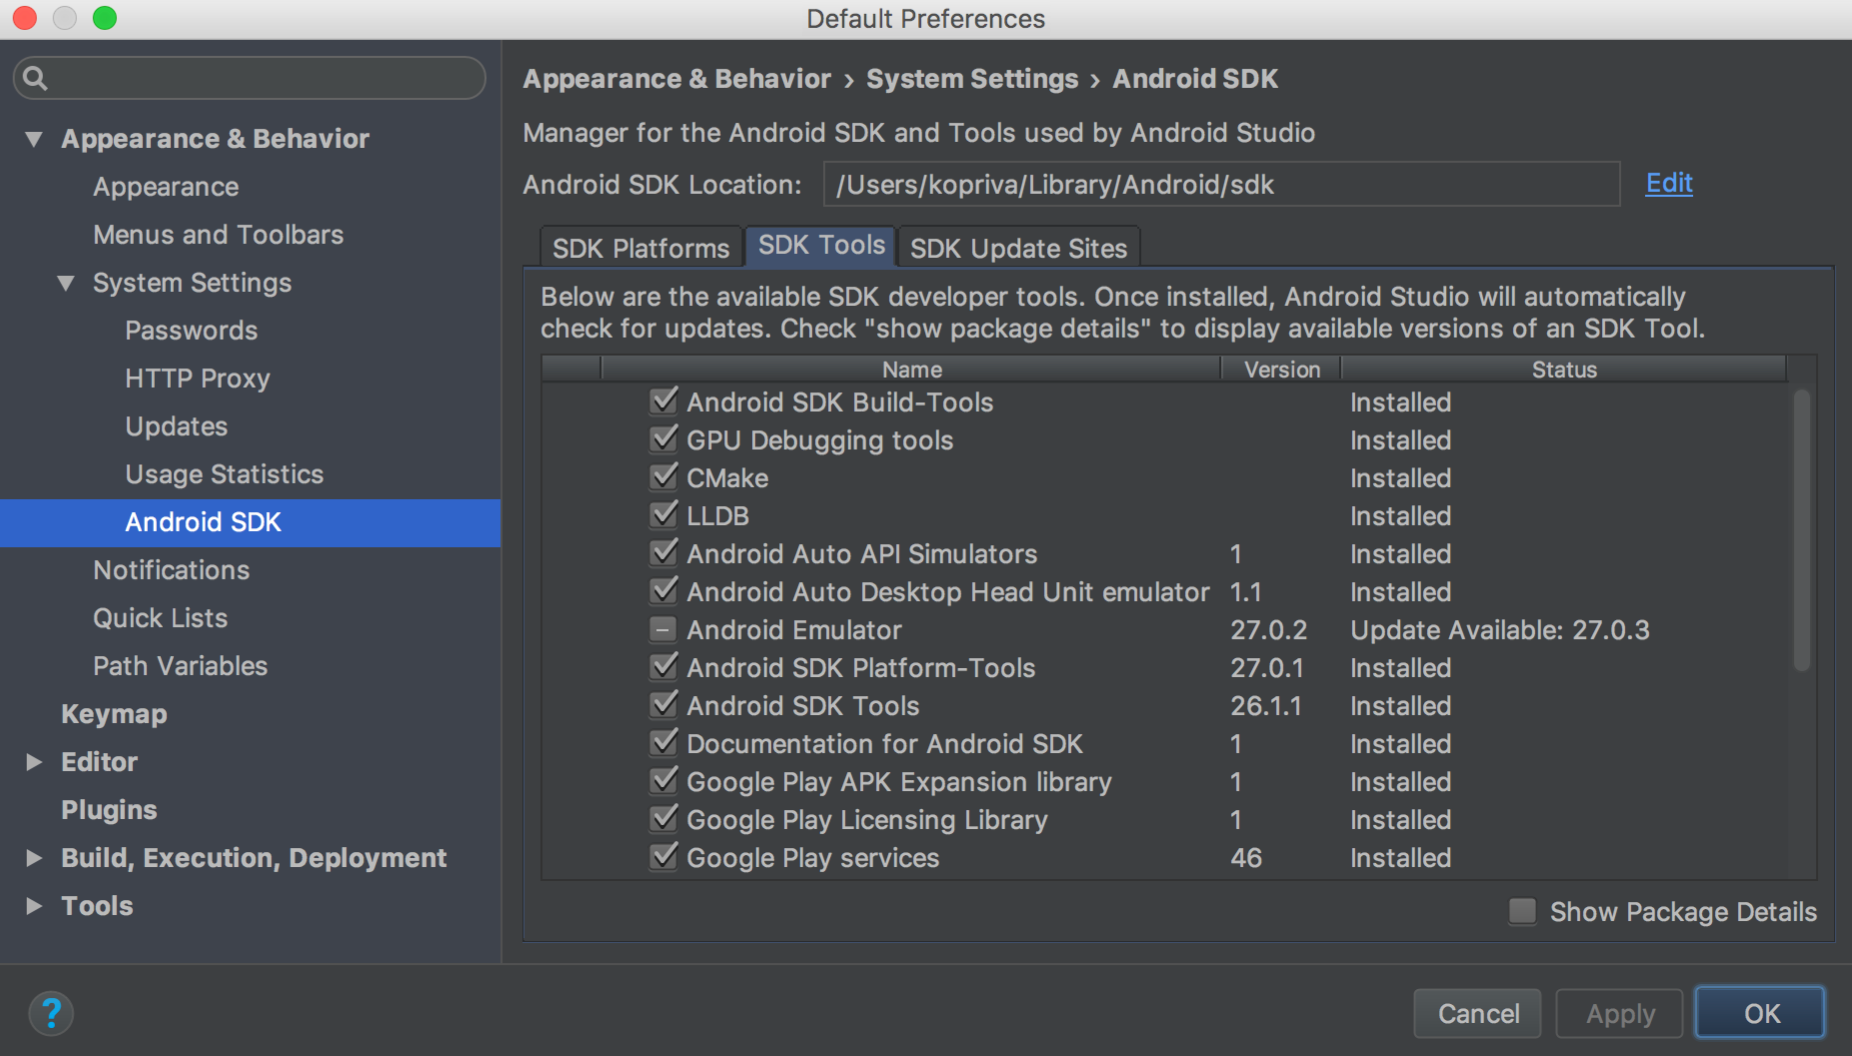 Default Preferences
Appearance & Behavior
Appearance
Menus and Toolbars
System Settings
Passwords
HTTP Proxy
Updates
Usage Statistics
Android SDK
Notifications
Quick Lists
Path Variables
Keymap
Editor
Plugins
Build, Execution, Deployment
Tools
Appearance & Behavior › System Settings › Android SDK
Manager for the Android SDK and Tools used by Android Studio
Android SDK Location: /Users/kopriva/Library/Android/sdk Edit
SDK Platforms SDK Tools SDK Update Sites
Below are the available SDK developer tools. Once installed, Android Studio will automatically
check for updates. Check "show package details" to display available versions of an SDK Tool.
Name Version Status
Android SDK Build-Tools Installed
GPU Debugging tools Installed
CMake Installed
LLDB Installed
Android Auto API Simulators 1 Installed
Android Auto Desktop Head Unit emulator 1.1 Installed
Android Emulator 27.0.2 Update Available: 27.0.3
Android SDK Platform-Tools 27.0.1 Installed
Android SDK Tools 26.1.1 Installed
Documentation for Android SDK 1 Installed
Google Play APK Expansion library 1 Installed
Google Play Licensing Library 1 Installed
Google Play services 46 Installed
Show Package Details
? Cancel Apply OK